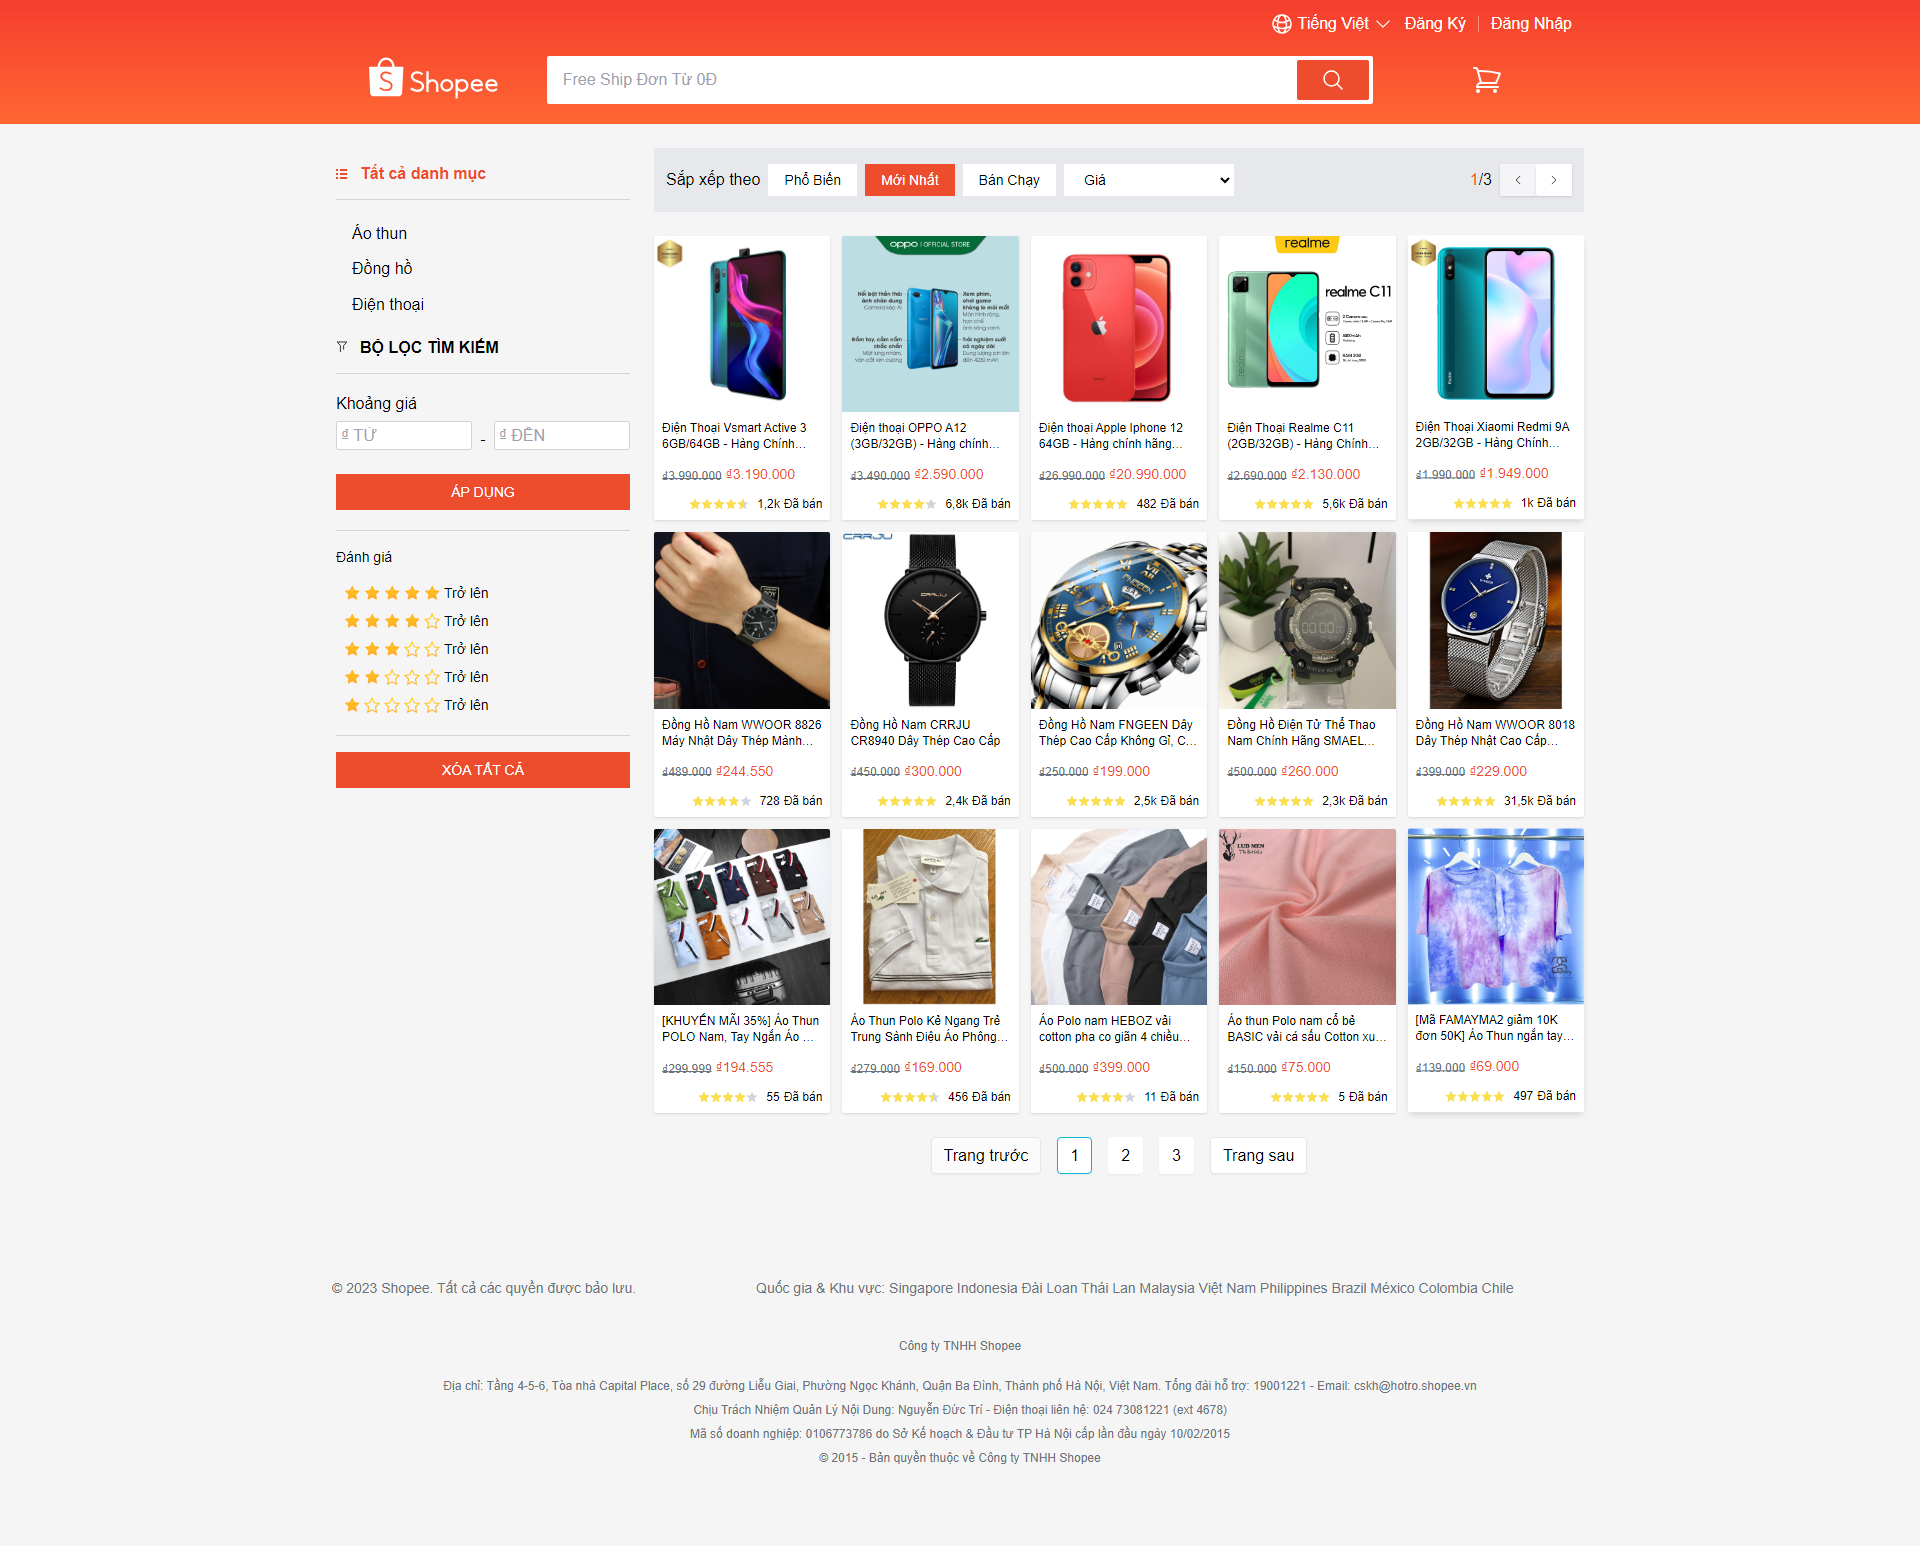 Tiếng Việt
Đăng Ký
Đăng Nhập
Shopee
Free Ship Đơn Từ 0Đ
Tất cả danh mục
Áo thun
Đồng hồ
Điện thoại
BỘ LỌC TÌM KIẾM
Khoảng giá
₫ TỪ
-
₫ ĐẾN
ÁP DỤNG
Đánh giá
Trở lên
Trở lên
Trở lên
Trở lên
Trở lên
XÓA TẤT CẢ
Sắp xếp theo
Phổ Biến
Mới Nhất
Bán Chạy
Giá
1/3
Điện Thoại Vsmart Active 3
6GB/64GB - Hàng Chính...
₫3.990.000 ₫3.190.000
1,2k Đã bán
oppo | OFFICIAL STORE
Điện thoại OPPO A12
(3GB/32GB) - Hàng chính...
₫3.490.000 ₫2.590.000
6,8k Đã bán
Điện thoại Apple Iphone 12
64GB - Hàng chính hãng...
₫26.990.000 ₫20.990.000
482 Đã bán
realme
realme C11
Điện Thoại Realme C11
(2GB/32GB) - Hàng Chính...
₫2.690.000 ₫2.130.000
5,6k Đã bán
Điện Thoại Xiaomi Redmi 9A
2GB/32GB - Hàng Chính...
₫1.990.000 ₫1.949.000
1k Đã bán
Đồng Hồ Nam WWOOR 8826
Máy Nhật Dây Thép Mành...
₫489.000 ₫244.550
728 Đã bán
CRRJU
Đồng Hồ Nam CRRJU
CR8940 Dây Thép Cao Cấp
₫450.000 ₫300.000
2,4k Đã bán
FNGEEN
Đồng Hồ Nam FNGEEN Dây
Thép Cao Cấp Không Gỉ, C...
₫250.000 ₫199.000
2,5k Đã bán
Đồng Hồ Điện Tử Thể Thao
Nam Chính Hãng SMAEL...
₫500.000 ₫260.000
2,3k Đã bán
Đồng Hồ Nam WWOOR 8018
Dây Thép Nhật Cao Cấp...
₫399.000 ₫229.000
31,5k Đã bán
[KHUYẾN MÃI 35%] Áo Thun
POLO Nam, Tay Ngắn Áo ...
₫299.999 ₫194.555
55 Đã bán
Áo Thun Polo Kẻ Ngang Trẻ
Trung Sành Điệu Áo Phông...
₫279.000 ₫169.000
456 Đã bán
Áo Polo nam HEBOZ vải
cotton pha co giãn 4 chiều...
₫500.000 ₫399.000
11 Đã bán
LUD MEN
Áo thun Polo nam cổ bẻ
BASIC vải cá sấu Cotton xu...
₫150.000 ₫75.000
5 Đã bán
[Mã FAMAYMA2 giảm 10K
đơn 50K] Áo Thun ngắn tay...
₫139.000 ₫69.000
497 Đã bán
Trang trước
1
2
3
Trang sau
© 2023 Shopee. Tất cả các quyền được bảo lưu.
Quốc gia & Khu vực: Singapore Indonesia Đài Loan Thái Lan Malaysia Việt Nam Philippines Brazil México Colombia Chile
Công ty TNHH Shopee
Địa chỉ: Tầng 4-5-6, Tòa nhà Capital Place, số 29 đường Liễu Giai, Phường Ngọc Khánh, Quận Ba Đình, Thành phố Hà Nội, Việt Nam. Tổng đài hỗ trợ: 19001221 - Email: cskh@hotro.shopee.vn
Chịu Trách Nhiệm Quản Lý Nội Dung: Nguyễn Đức Trí - Điện thoại liên hệ: 024 73081221 (ext 4678)
Mã số doanh nghiệp: 0106773786 do Sở Kế hoạch & Đầu tư TP Hà Nội cấp lần đầu ngày 10/02/2015
© 2015 - Bản quyền thuộc về Công ty TNHH Shopee